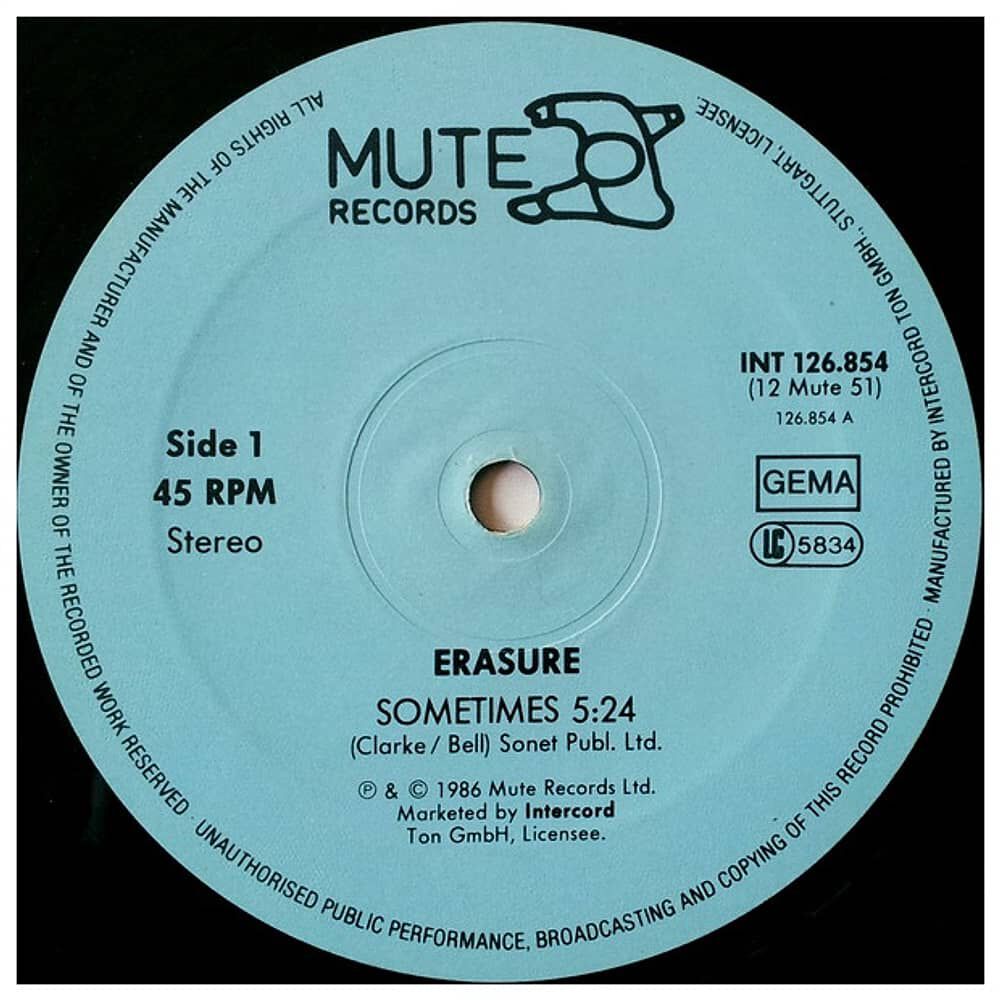 MUTE
RECORDS
INT 126.854
(12 Mute 51)
126.854 A
Side 1
45 RPM
Stereo
GEMA
LC 5834
ERASURE
SOMETIMES 5:24
(Clarke / Bell) Sonet Publ. Ltd.
℗ & © 1986 Mute Records Ltd.
Marketed by Intercord
Ton GmbH, Licensee.
ALL RIGHTS OF THE MANUFACTURER AND OF THE OWNER OF THE RECORDED WORK RESERVED · UNAUTHORISED PUBLIC PERFORMANCE, BROADCASTING AND COPYING OF THIS RECORD PROHIBITED · MANUFACTURED BY INTERCORD TON GMBH., STUTTGART, LICENSEE.